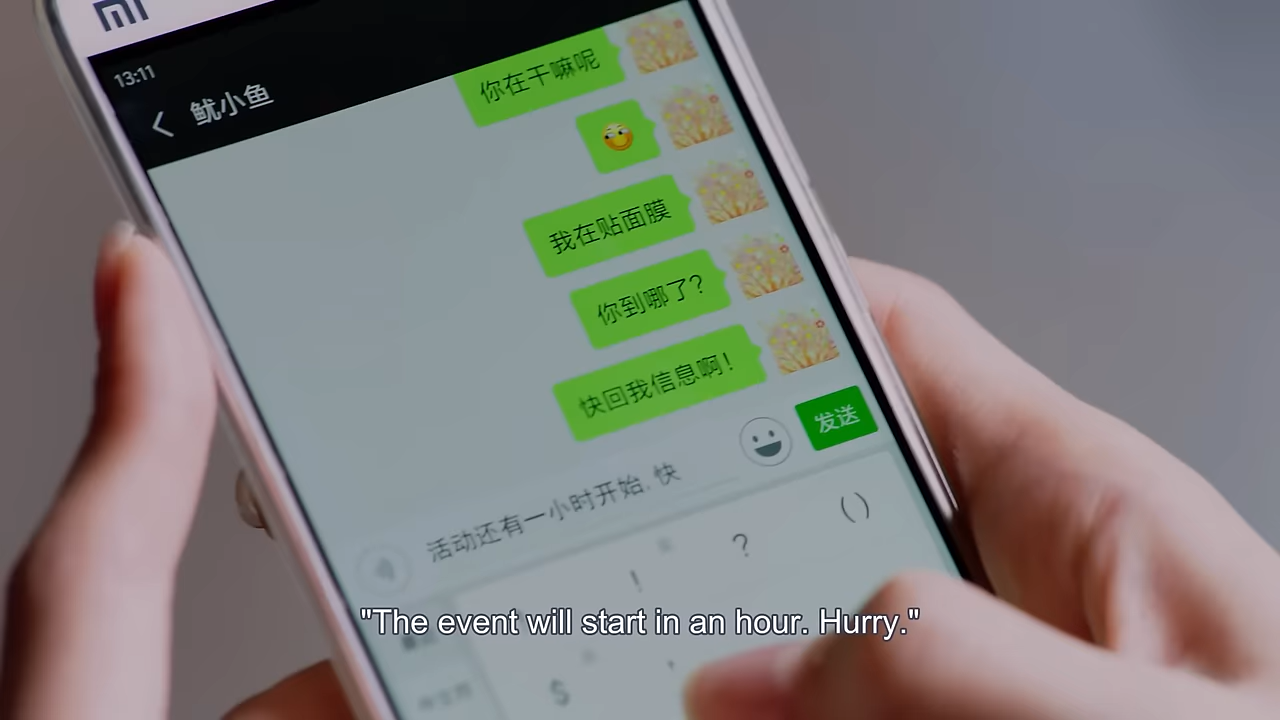 mi
13:11
鱿小鱼
你在干嘛呢
我在贴面膜
你到哪了?
快回我信息啊!
发送
活动还有一小时开始.快
()
?
!
$
"The event will start in an hour. Hurry."